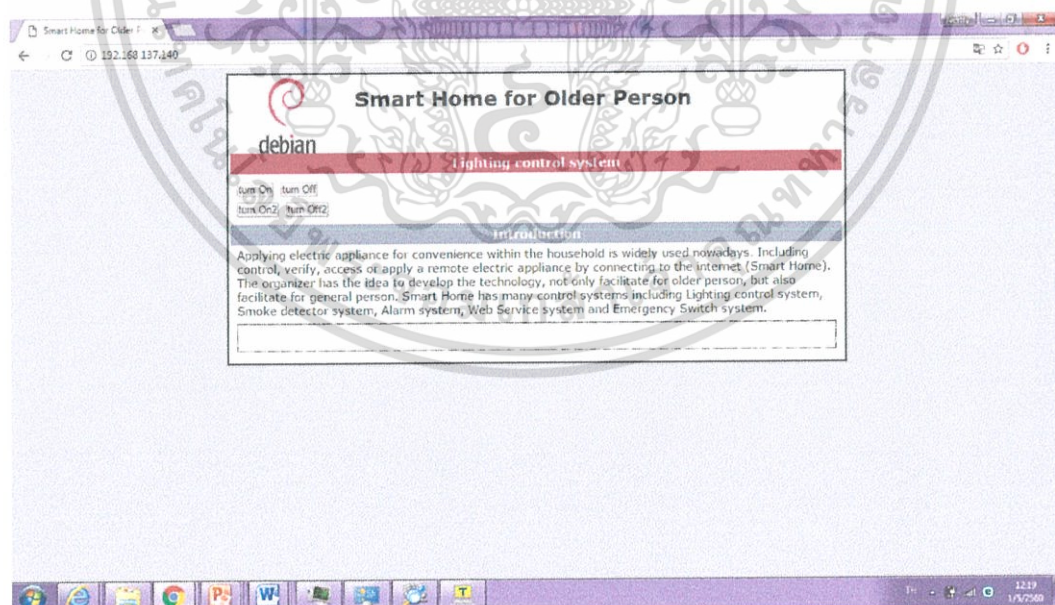 Smart Home for Older P
192.168.137.140
Smart Home for Older Person
debian
Lighting control system
turn On turn Off
turn On2 turn Off2
Introduction
Applying electric appliance for convenience within the household is widely used nowadays. Including
control, verify, access or apply a remote electric appliance by connecting to the internet (Smart Home).
The organizer has the idea to develop the technology, not only facilitate for older person, but also
facilitate for general person. Smart Home has many control systems including Lighting control system,
Smoke detector system, Alarm system, Web Service system and Emergency Switch system.
TH
12:19
1/5/2560